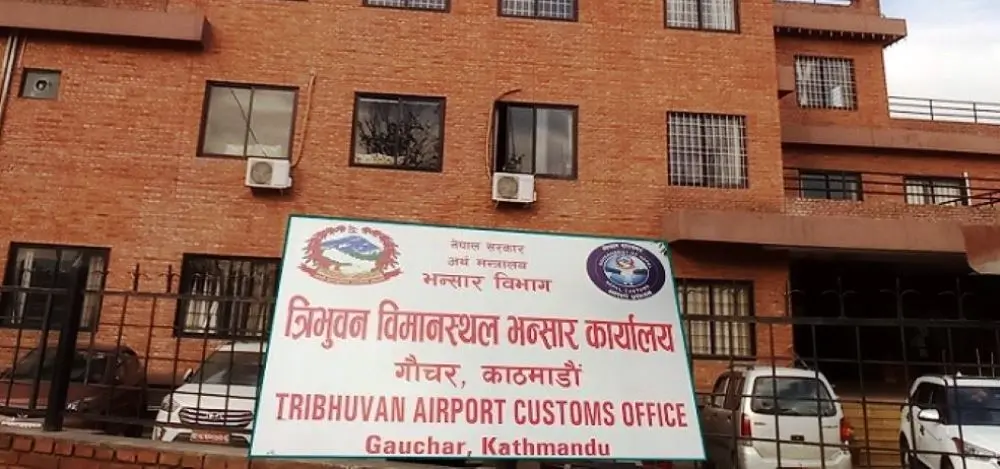 नेपाल सरकार
अर्थ मन्त्रालय
भन्सार विभाग
त्रिभुवन विमानस्थल भन्सार कार्यालय
गौचर, काठमाडौं
TRIBHUVAN AIRPORT CUSTOMS OFFICE
Gauchar, Kathmandu